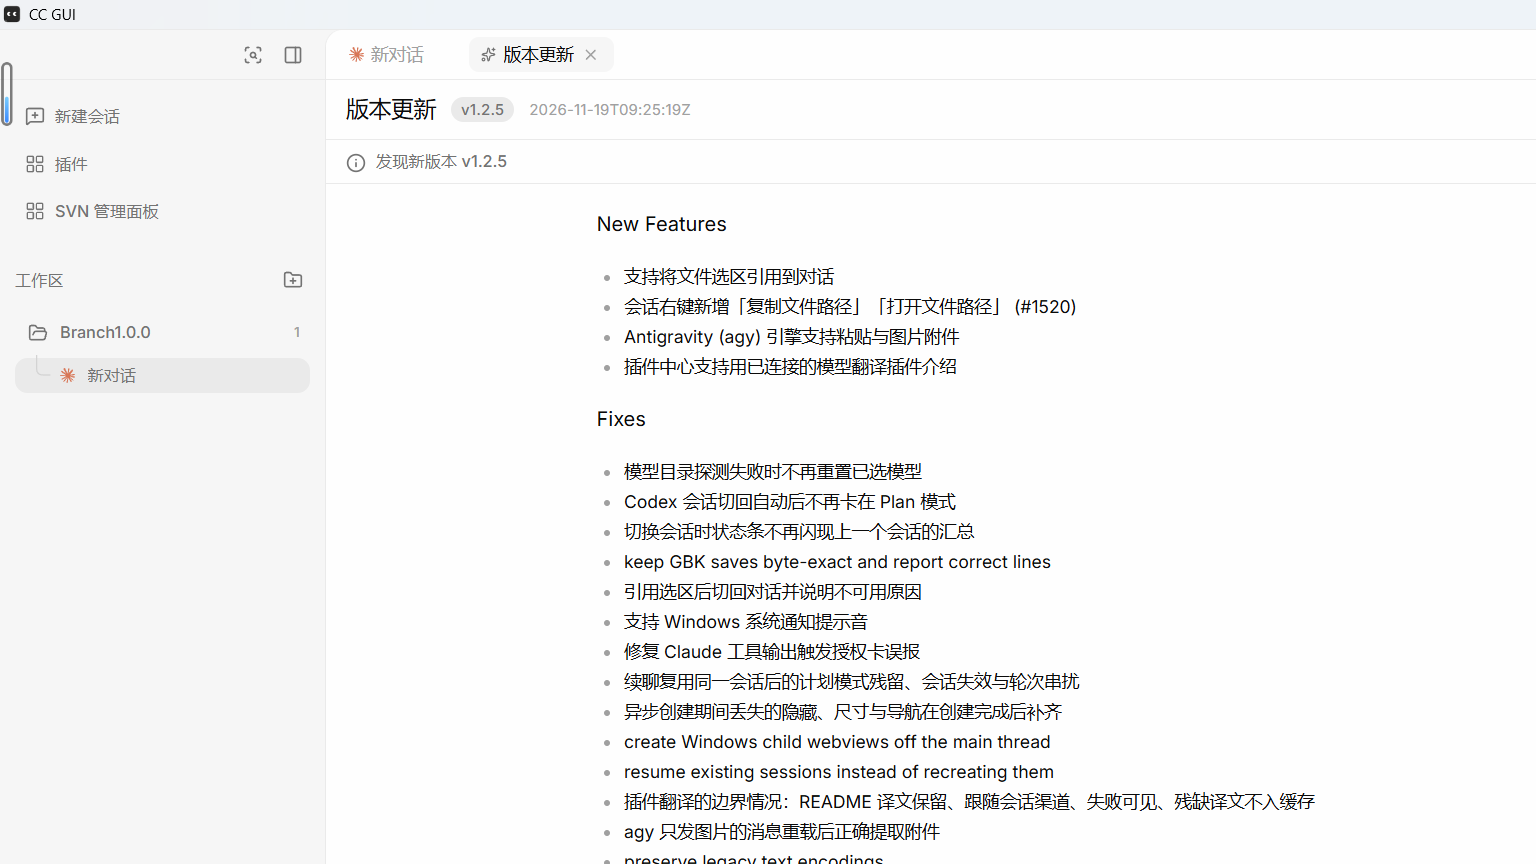 CC GUI
新对话
版本更新
版本更新 v1.2.5 2026-11-19T09:25:19Z
发现新版本 v1.2.5
新建会话
插件
SVN 管理面板
工作区
Branch1.0.0 1
新对话
New Features
支持将文件选区引用到对话
会话右键新增「复制文件路径」「打开文件路径」 (#1520)
Antigravity (agy) 引擎支持粘贴与图片附件
插件中心支持用已连接的模型翻译插件介绍
Fixes
模型目录探测失败时不再重置已选模型
Codex 会话切回自动后不再卡在 Plan 模式
切换会话时状态条不再闪现上一个会话的汇总
keep GBK saves byte-exact and report correct lines
引用选区后切回对话并说明不可用原因
支持 Windows 系统通知提示音
修复 Claude 工具输出触发授权卡误报
续聊复用同一会话后的计划模式残留、会话失效与轮次串扰
异步创建期间丢失的隐藏、尺寸与导航在创建完成后补齐
create Windows child webviews off the main thread
resume existing sessions instead of recreating them
插件翻译的边界情况：README 译文保留、跟随会话渠道、失败可见、残缺译文不入缓存
agy 只发图片的消息重载后正确提取附件
preserve legacy text encodings